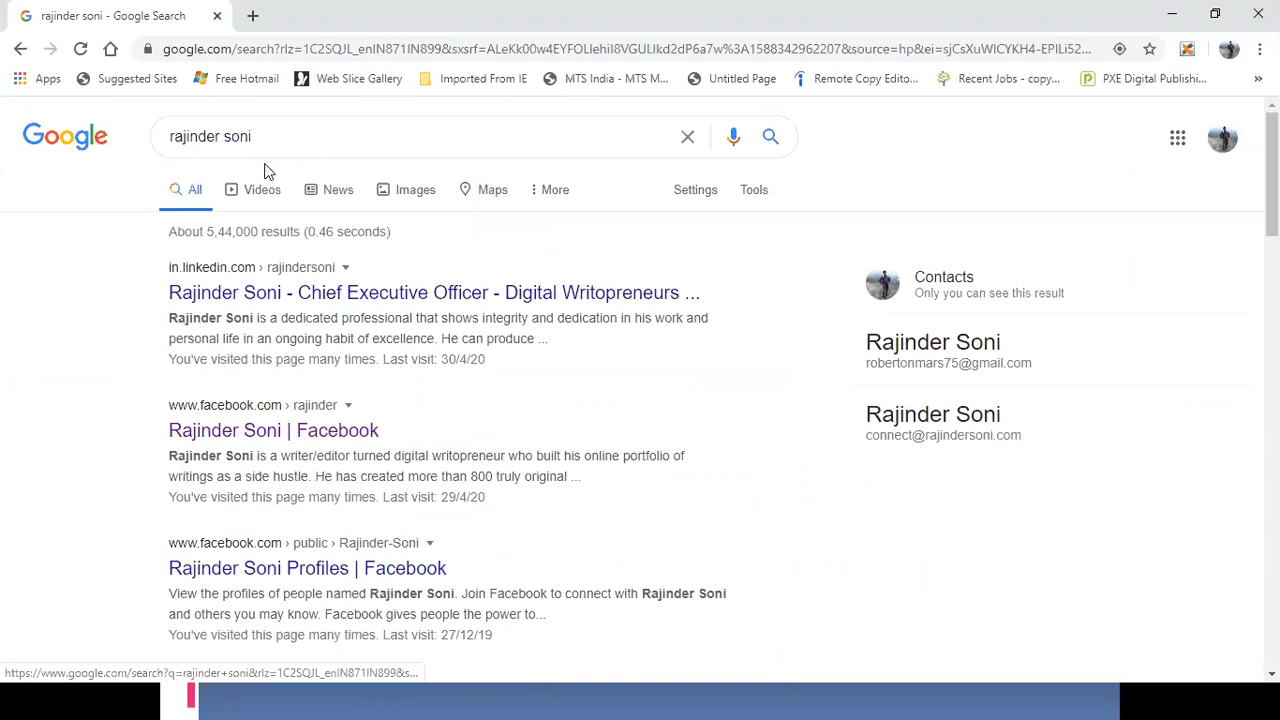 rajinder soni - Google Search
google.com/search?rlz=1C2SQJL_enIN871IN899&sxsrf=ALeKk00w4EYFOLIehiI8VGULIkd2dP6a7w%3A1588342962207&source=hp&ei=sjCsXuWICYKH4-EPILi52...
Apps Suggested Sites Free Hotmail Web Slice Gallery Imported From IE MTS India - MTS M... Untitled Page Remote Copy Editor... Recent Jobs - copy... PXE Digital Publishi...
Google rajinder soni
All Videos News Images Maps More Settings Tools
About 5,44,000 results (0.46 seconds)
in.linkedin.com › rajindersoni
Rajinder Soni - Chief Executive Officer - Digital Writopreneurs ...
Rajinder Soni is a dedicated professional that shows integrity and dedication in his work and
personal life in an ongoing habit of excellence. He can produce ...
You've visited this page many times. Last visit: 30/4/20
www.facebook.com › rajinder
Rajinder Soni | Facebook
Rajinder Soni is a writer/editor turned digital writopreneur who built his online portfolio of
writings as a side hustle. He has created more than 800 truly original ...
You've visited this page many times. Last visit: 29/4/20
www.facebook.com › public › Rajinder-Soni
Rajinder Soni Profiles | Facebook
View the profiles of people named Rajinder Soni. Join Facebook to connect with Rajinder Soni
and others you may know. Facebook gives people the power to...
You've visited this page many times. Last visit: 27/12/19
Contacts
Only you can see this result
Rajinder Soni
robertonmars75@gmail.com
Rajinder Soni
connect@rajindersoni.com
https://www.google.com/search?q=rajinder+soni&rlz=1C2SQJL_enIN871IN899&s...